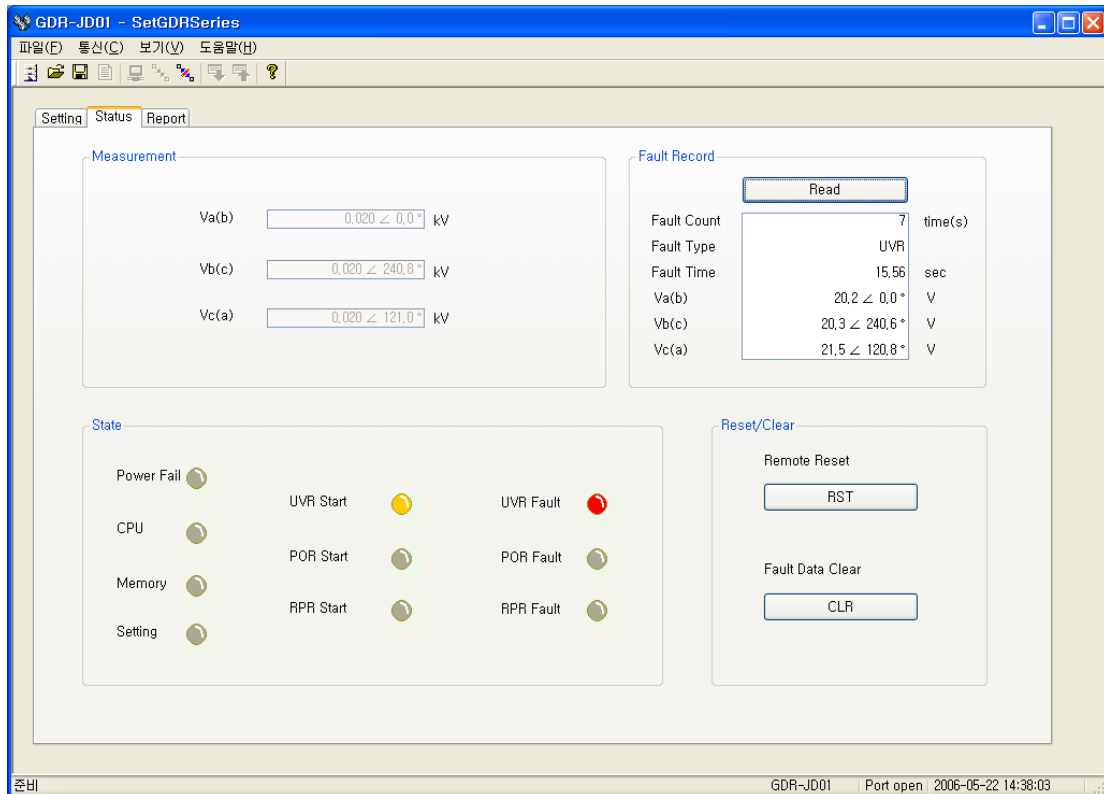 GDR-JD01 - SetGDRSeries
파일(F) 통신(C) 보기(V) 도움말(H)
Setting Status Report
Measurement
Va(b) 0,020 ∠ 0,0 ° kV
Vb(c) 0,020 ∠ 240,8 ° kV
Vc(a) 0,020 ∠ 121,0 ° kV
Fault Record
Read
Fault Count 7 time(s)
Fault Type UVR
Fault Time 15,56 sec
Va(b) 20,2 ∠ 0,0 ° V
Vb(c) 20,3 ∠ 240,6 ° V
Vc(a) 21,5 ∠ 120,8 ° V
State
Power Fail
CPU
Memory
Setting
UVR Start
POR Start
RPR Start
UVR Fault
POR Fault
RPR Fault
Reset/Clear
Remote Reset
RST
Fault Data Clear
CLR
준비 GDR-JD01 Port open 2006-05-22 14:38:03